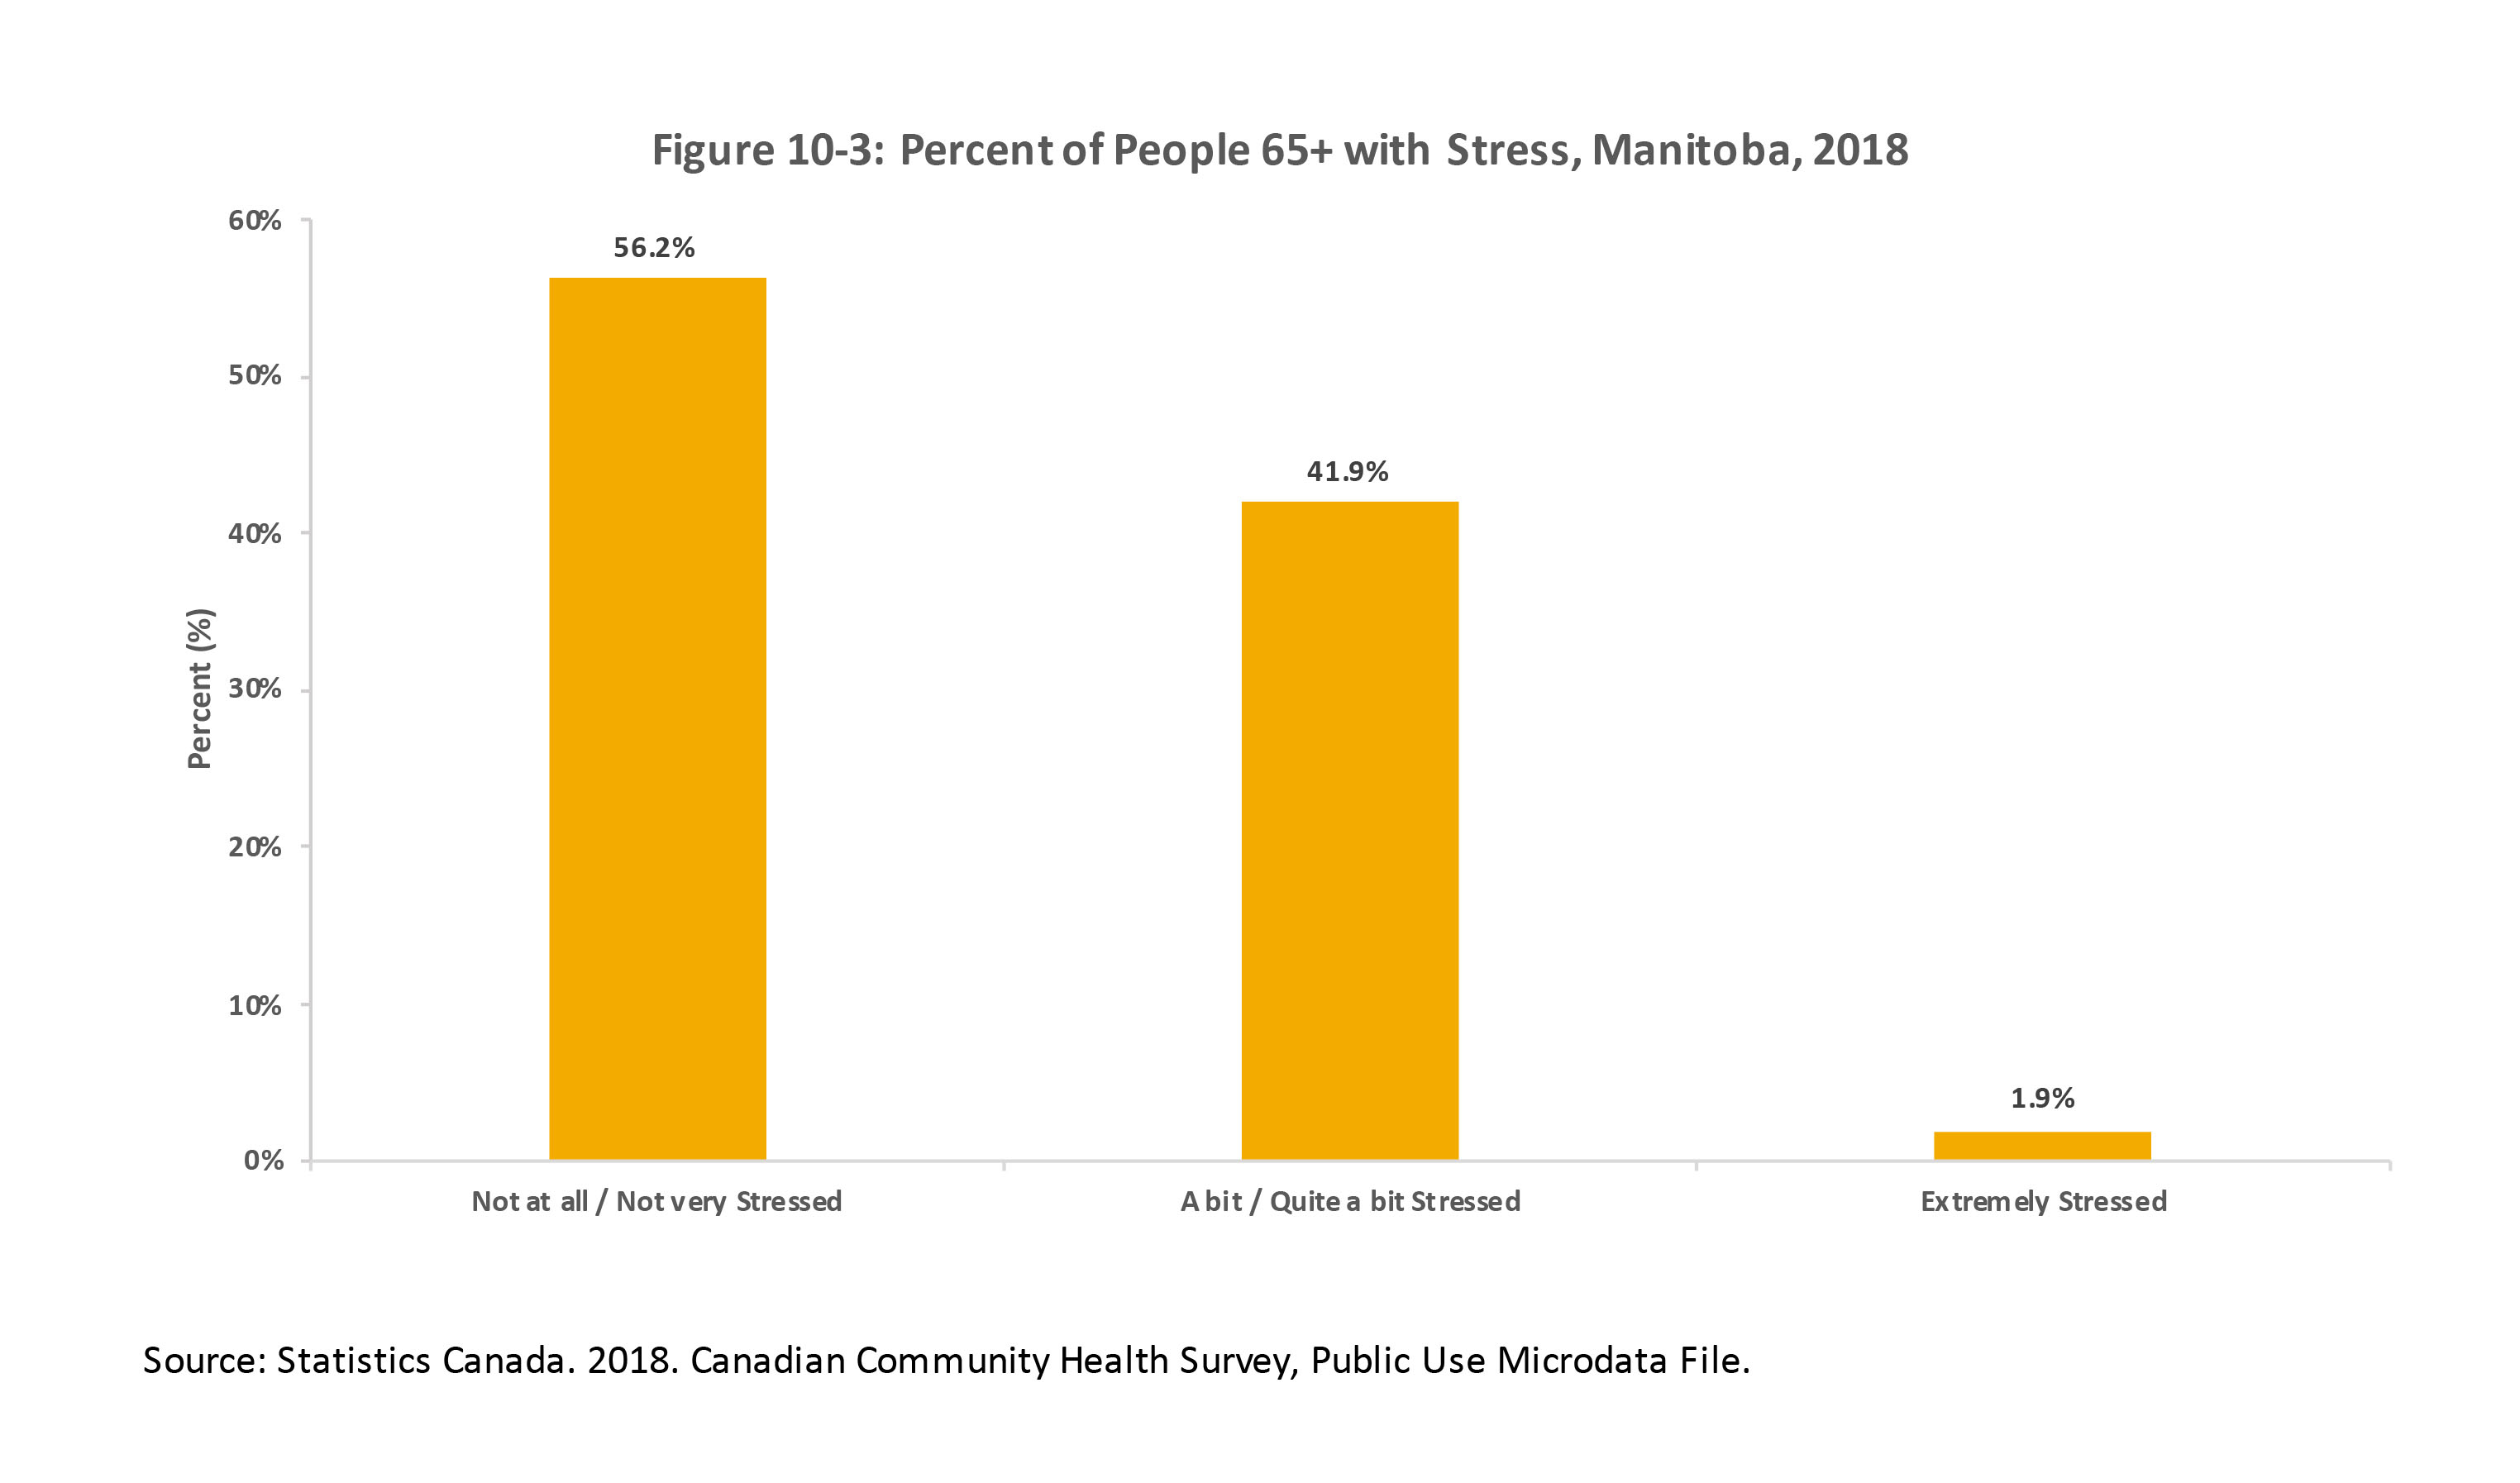 Figure 10-3: Percent of People 65+ with Stress, Manitoba, 2018
60%
50%
40%
30%
20%
10%
0%
Percent (%)
56.2%
41.9%
1.9%
Not at all / Not very Stressed
A bit / Quite a bit Stressed
Extremely Stressed
Source: Statistics Canada. 2018. Canadian Community Health Survey, Public Use Microdata File.